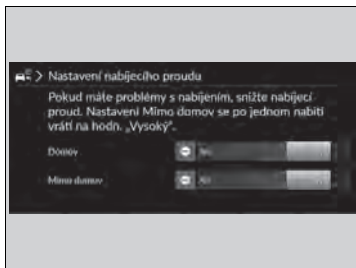 > Nastavení nabíjecího proudu
Pokud máte problémy s nabíjením, snižte nabíjecí
proud. Nastavení Mimo domov se po jednom nabití
vrátí na hodn. „Vysoký“.
Domov
Mimo domov